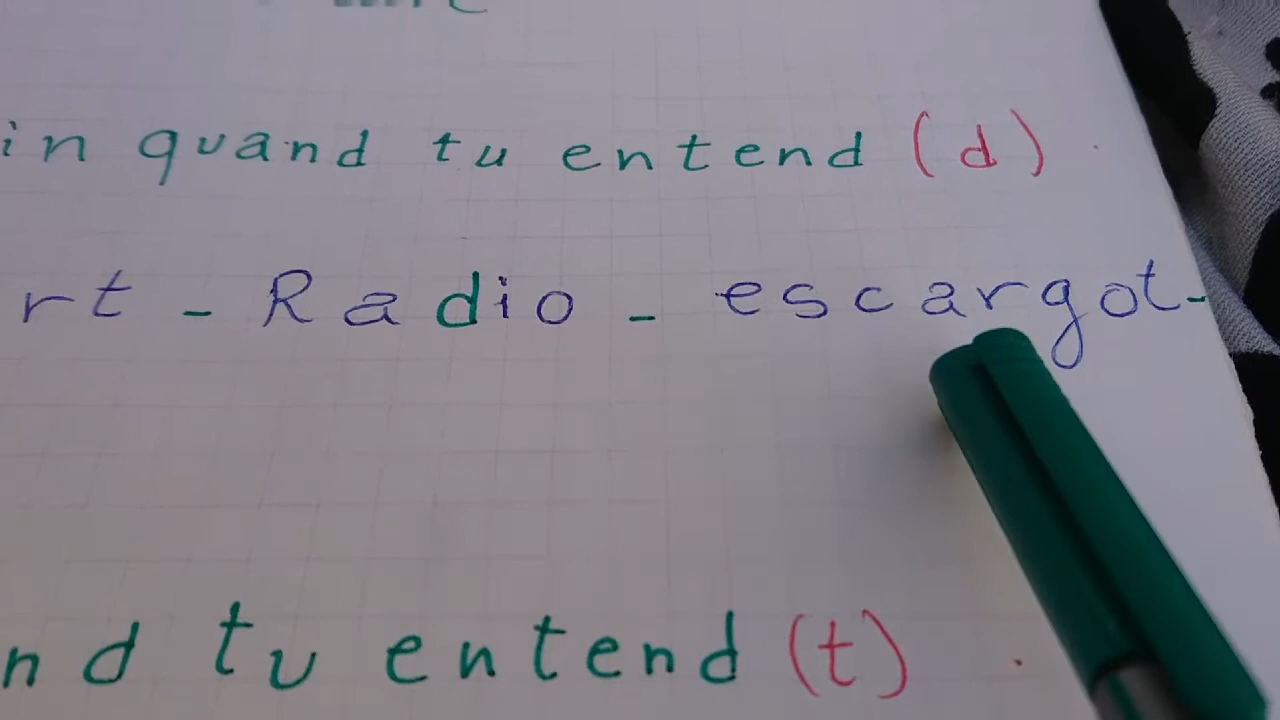 in quand tu entend (d).
rt - Radio - escargot-
nd tu entend (t).